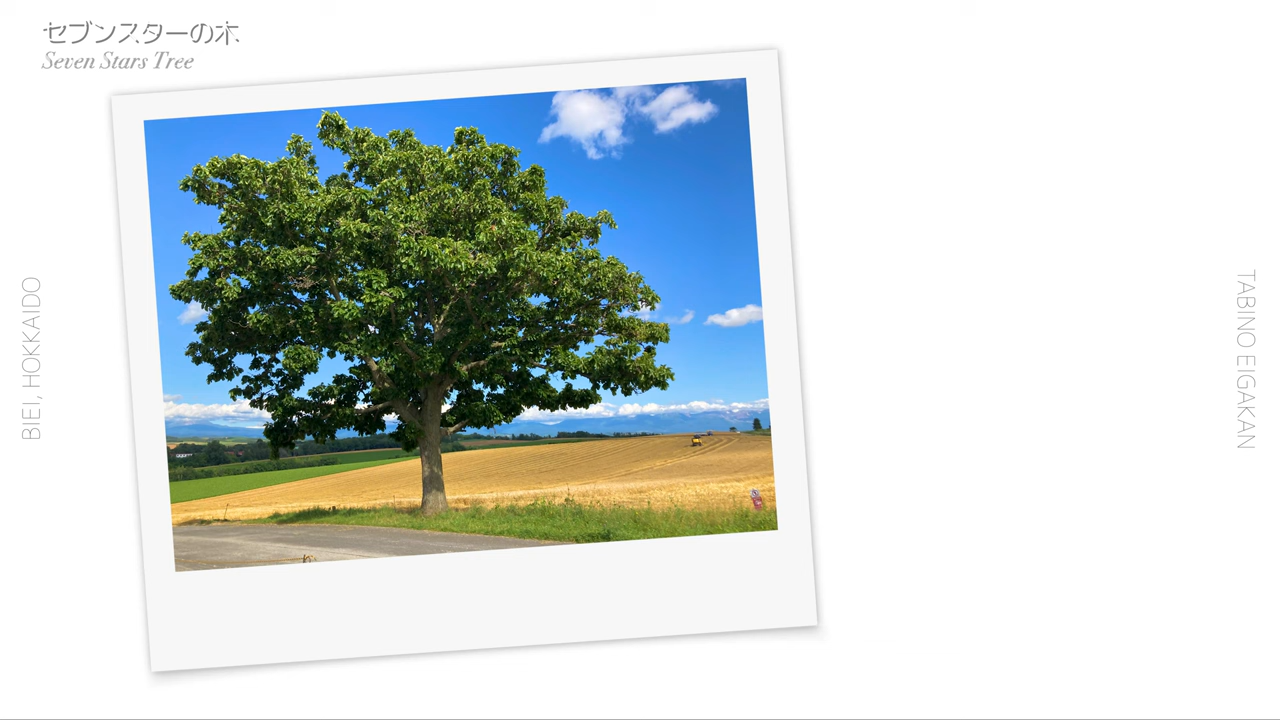 セブンスターの木
Seven Stars Tree
BIEI, HOKKAIDO
TABINO EIGAKAN